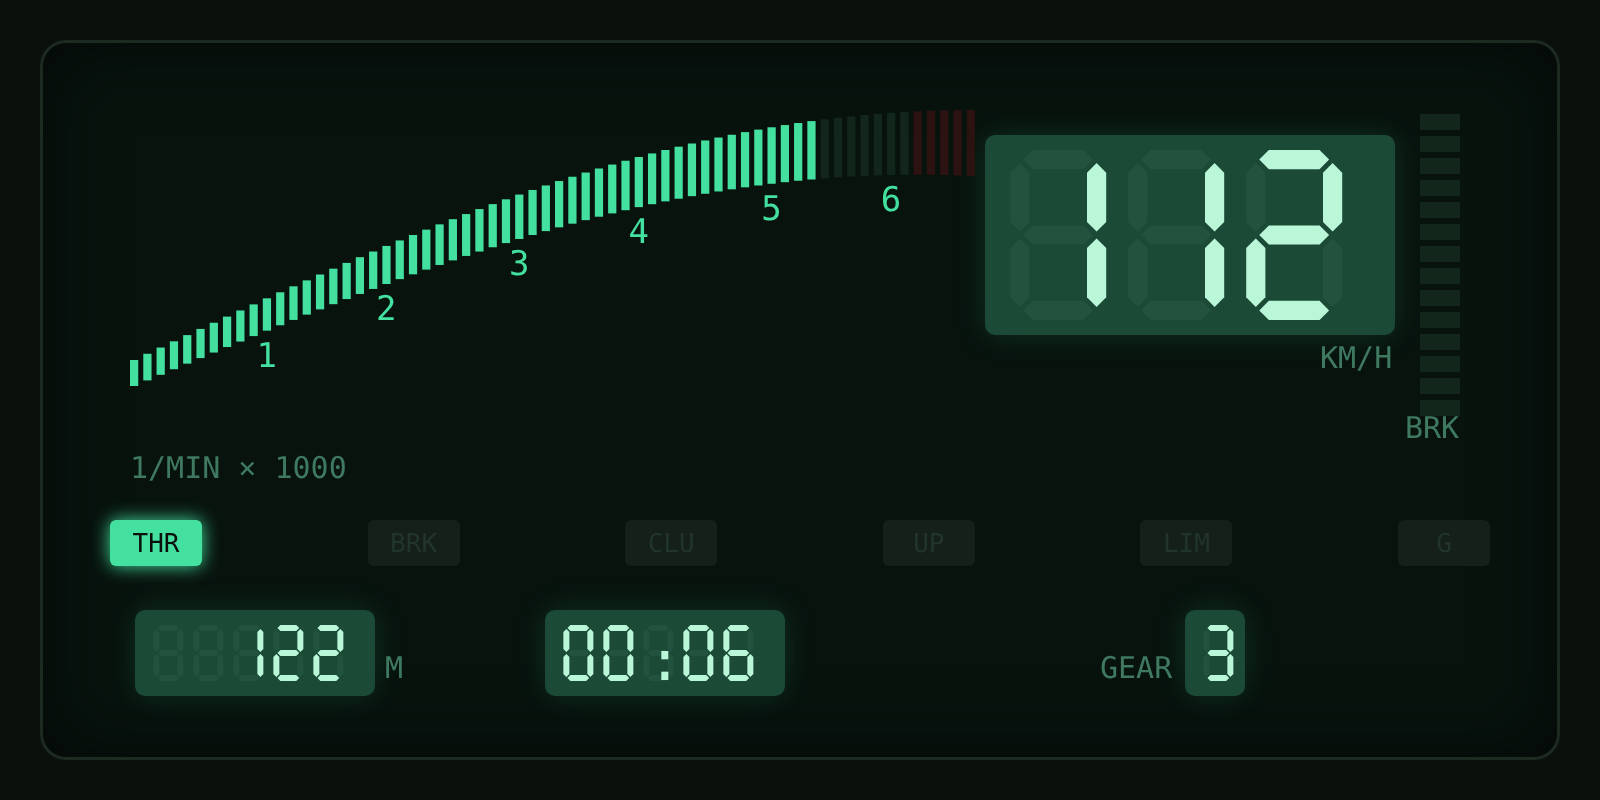 1 2 3 4 5 6
112
KM/H
BRK
1/MIN × 1000
THR BRK CLU UP LIM G
122 M 00:06 GEAR 3